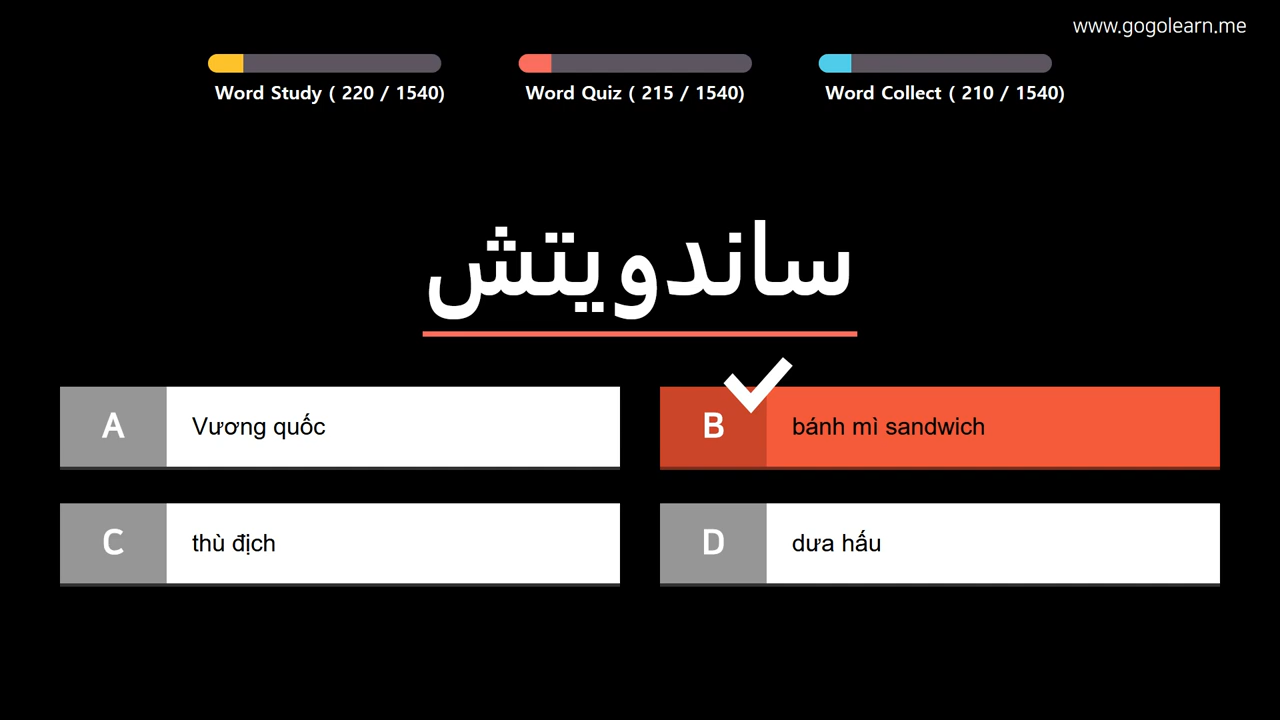 www.gogolearn.me
Word Study ( 220 / 1540)
Word Quiz ( 215 / 1540)
Word Collect ( 210 / 1540)
ساندويتش
A
Vương quốc
B
bánh mì sandwich
C
thù địch
D
dưa hấu